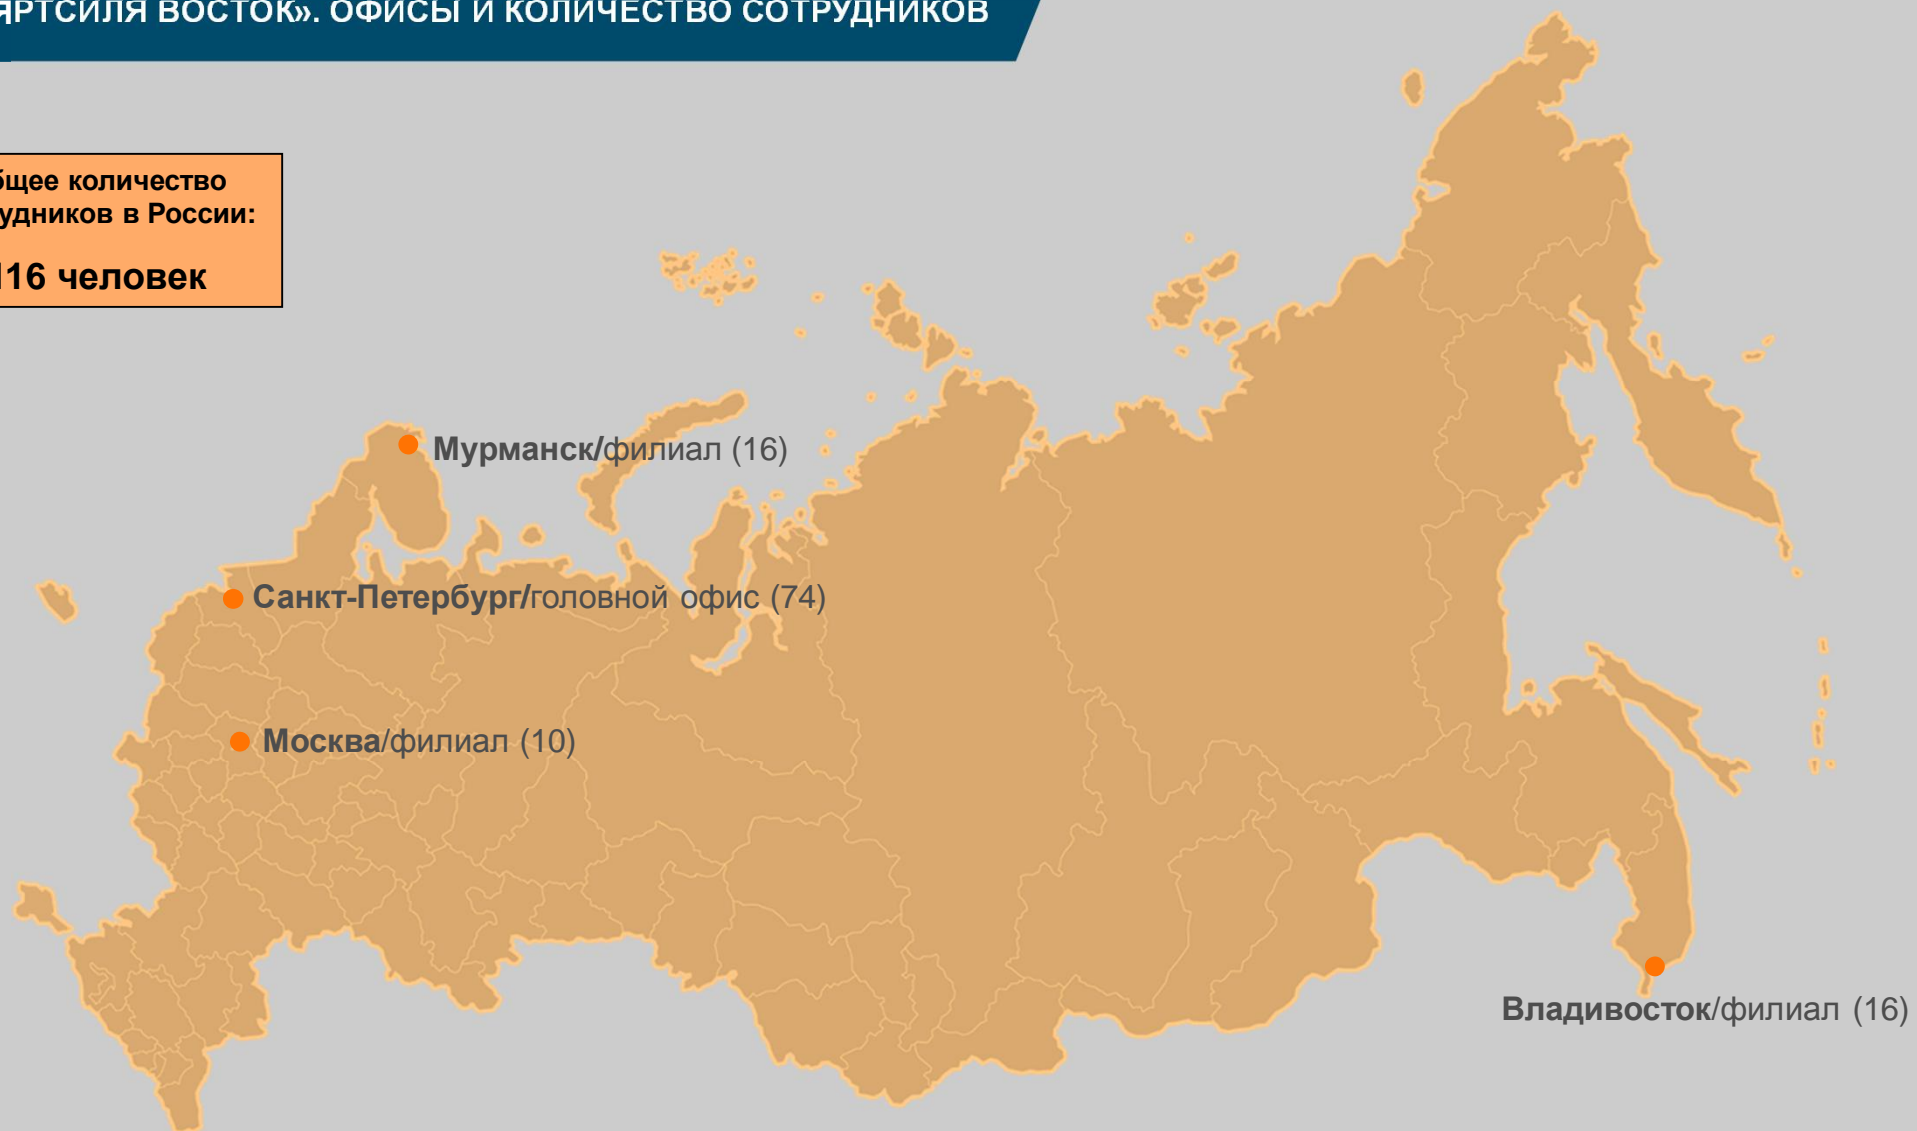 ЯРТСИЛЯ ВОСТОК». ОФИСЫ И КОЛИЧЕСТВО СОТРУДНИКОВ
бщее количество
удников в России:
116 человек
Мурманск/филиал (16)
Санкт-Петербург/головной офис (74)
Москва/филиал (10)
Владивосток/филиал (16)